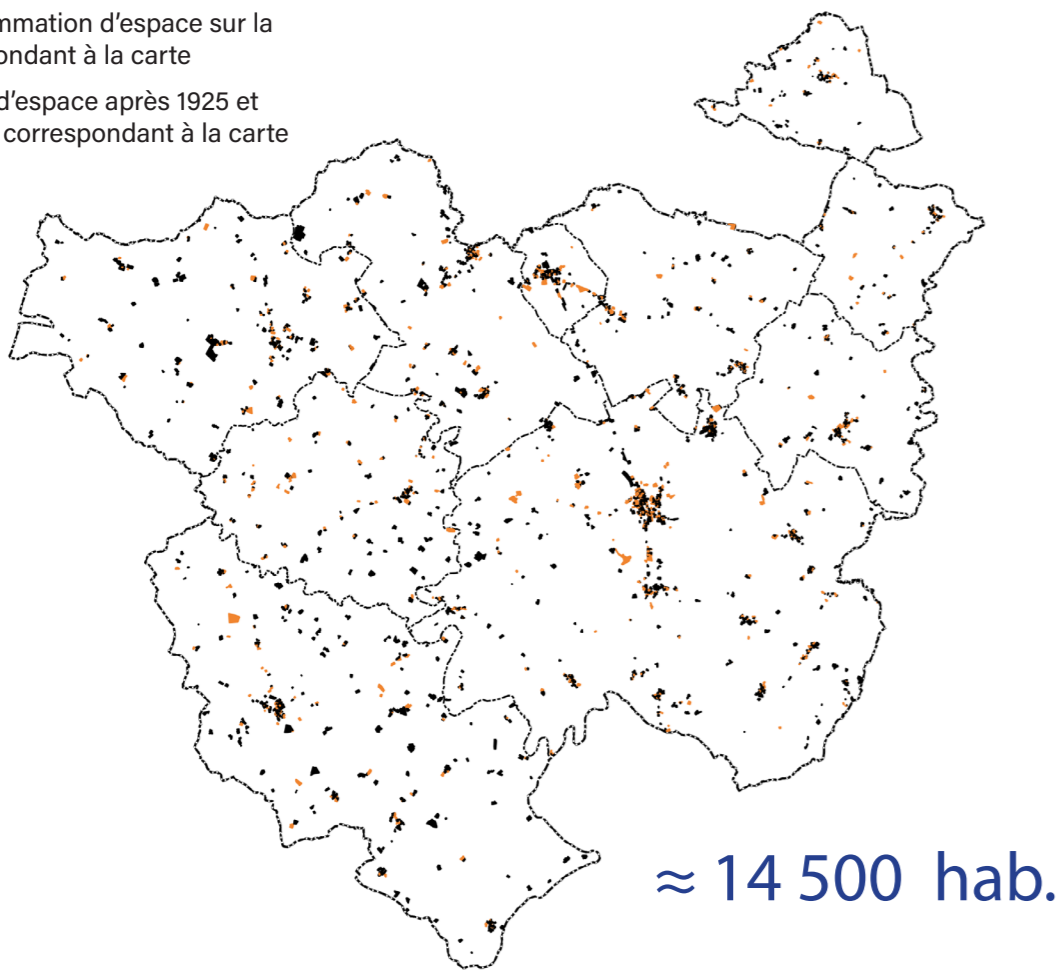 mmation d’espace sur la
ondant à la carte
d’espace après 1925 et
correspondant à la carte
≈ 14 500 hab.